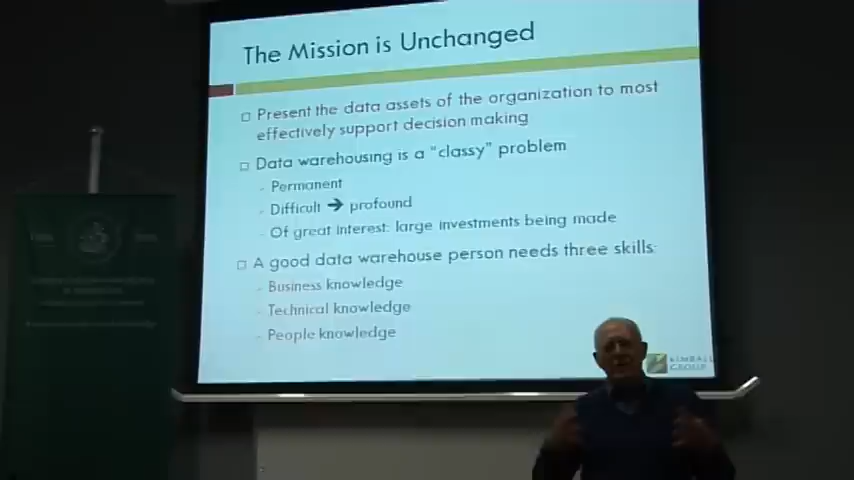 The Mission is Unchanged
Present the data assets of the organization to most
effectively support decision making
Data warehousing is a "classy" problem
- Permanent
- Difficult → profound
- Of great interest: large investments being made
A good data warehouse person needs three skills:
- Business knowledge
- Technical knowledge
- People knowledge
KIMBALL
GROUP